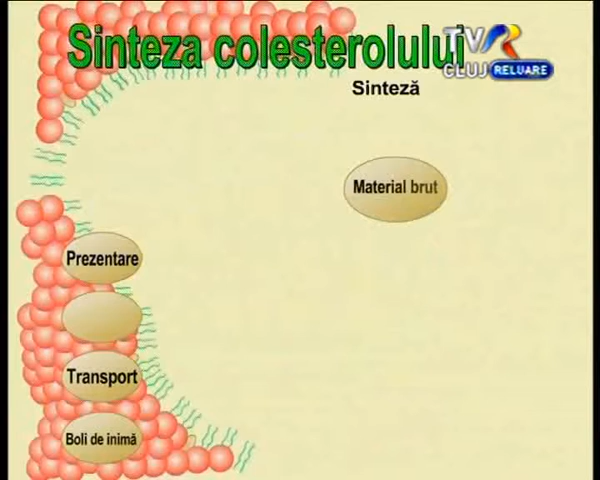 Sinteza colesterolului
TVR
CLUJ RELUARE
Sinteză
Material brut
Prezentare
Transport
Boli de inimă